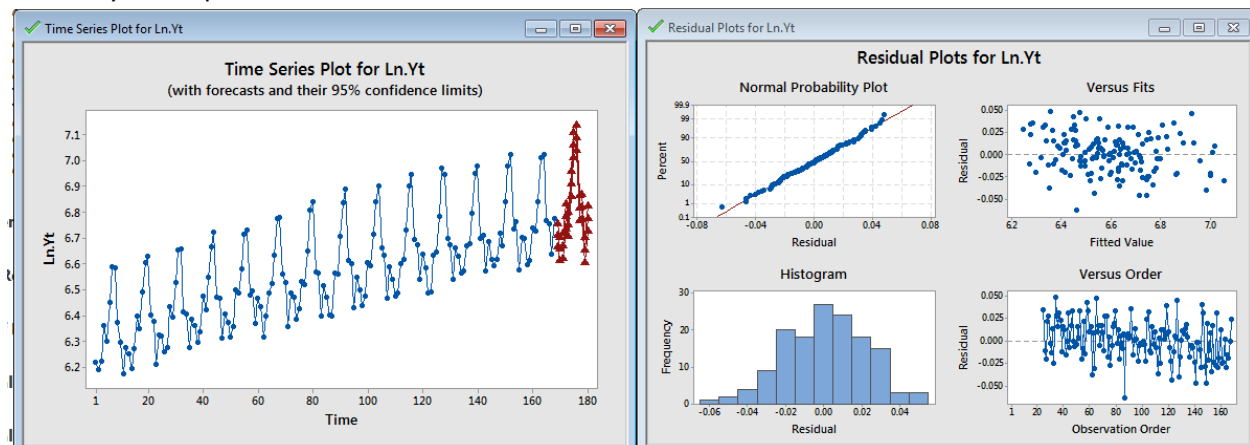 Time Series Plot for Ln.Yt
Time Series Plot for Ln.Yt
(with forecasts and their 95% confidence limits)
Ln.Yt
7.1
7.0
6.9
6.8
6.7
6.6
6.5
6.4
6.3
6.2
1 20 40 60 80 100 120 140 160 180
Time
Residual Plots for Ln.Yt
Residual Plots for Ln.Yt
Normal Probability Plot
Percent
99.9
99
90
50
10
1
0.1
-0.08 -0.04 0.00 0.04 0.08
Residual
Versus Fits
Residual
0.050
0.025
0.000
-0.025
-0.050
6.2 6.4 6.6 6.8 7.0
Fitted Value
Histogram
Frequency
30
20
10
0
-0.06 -0.04 -0.02 0.00 0.02 0.04
Residual
Versus Order
Residual
0.050
0.025
0.000
-0.025
-0.050
1 20 40 60 80 100 120 140 160
Observation Order